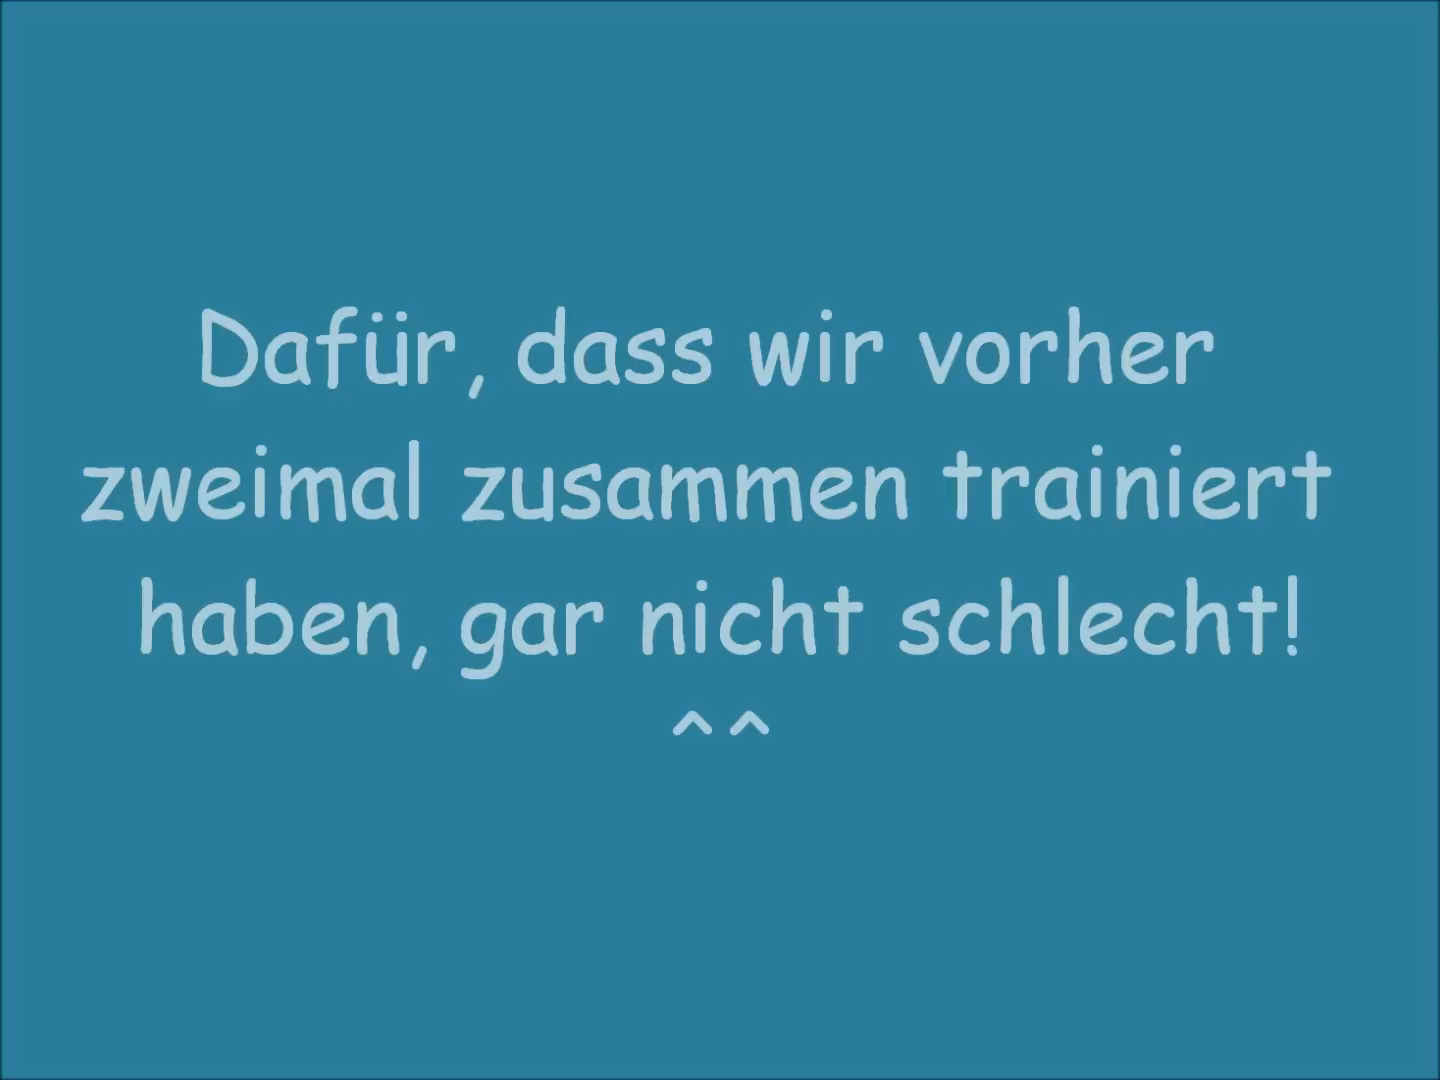 Dafür, dass wir vorher
zweimal zusammen trainiert
haben, gar nicht schlecht!
^^